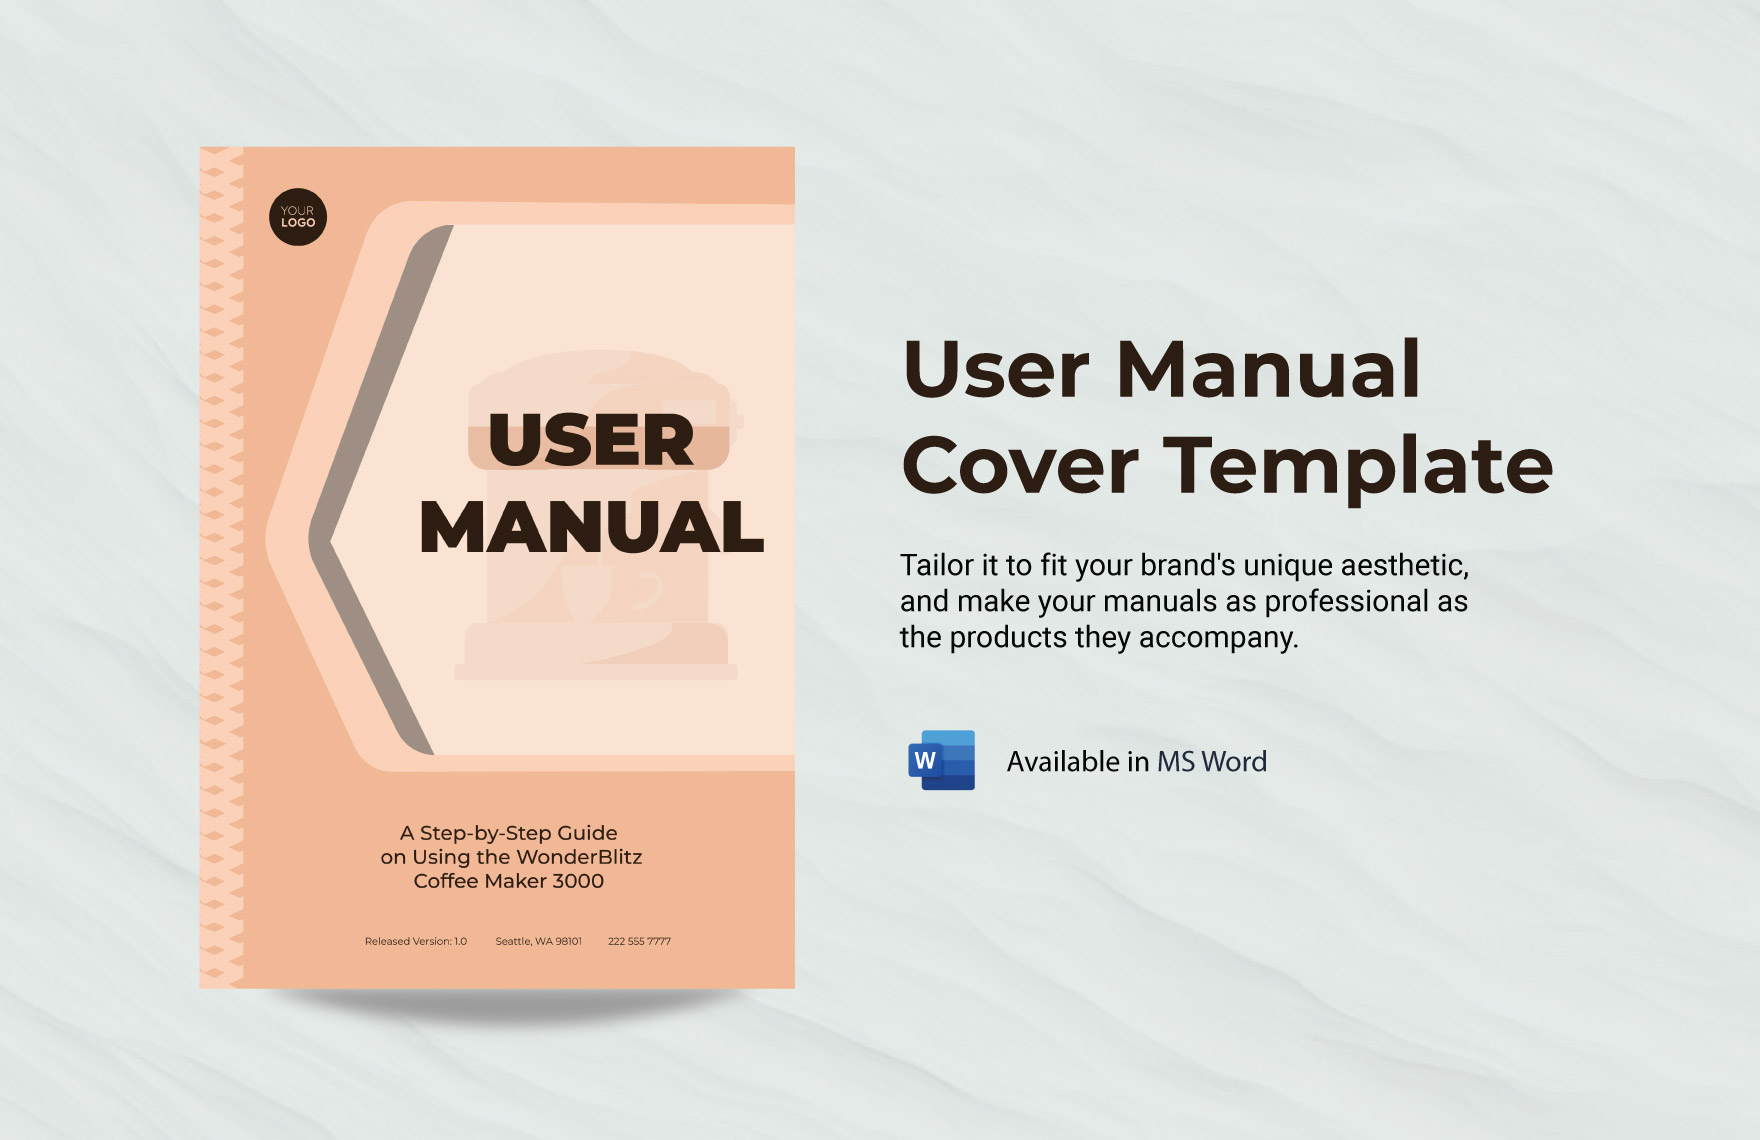 YOUR
LOGO
USER
MANUAL
A Step-by-Step Guide
on Using the WonderBlitz
Coffee Maker 3000
Released Version: 1.0 Seattle, WA 98101 222 555 7777
User Manual
Cover Template
Tailor it to fit your brand's unique aesthetic,
and make your manuals as professional as
the products they accompany.
W
Available in MS Word